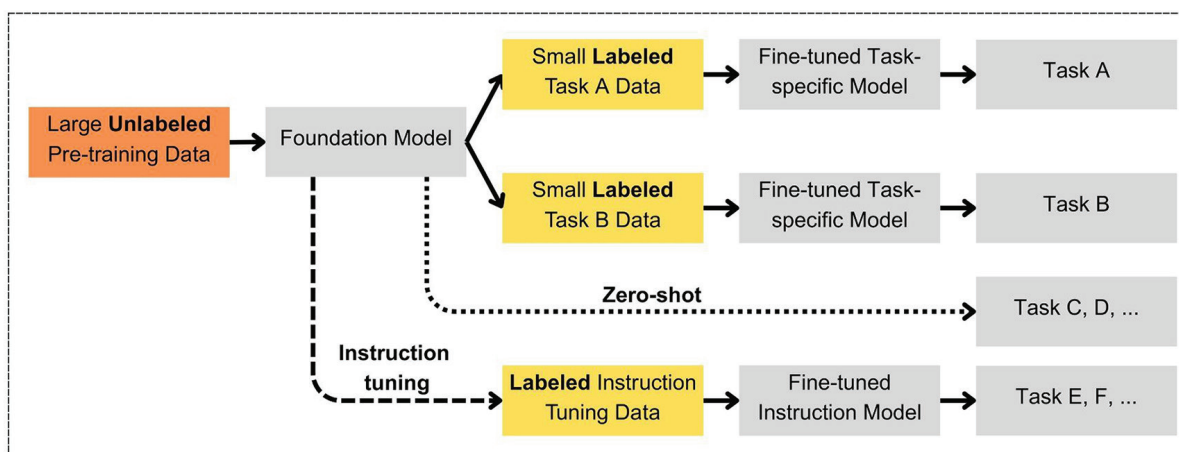 Large Unlabeled
Pre-training Data
Foundation Model
Small Labeled
Task A Data
Fine-tuned Task-
specific Model
Task A
Small Labeled
Task B Data
Fine-tuned Task-
specific Model
Task B
Zero-shot
Task C, D, ...
Instruction
tuning
Labeled Instruction
Tuning Data
Fine-tuned
Instruction Model
Task E, F, ...